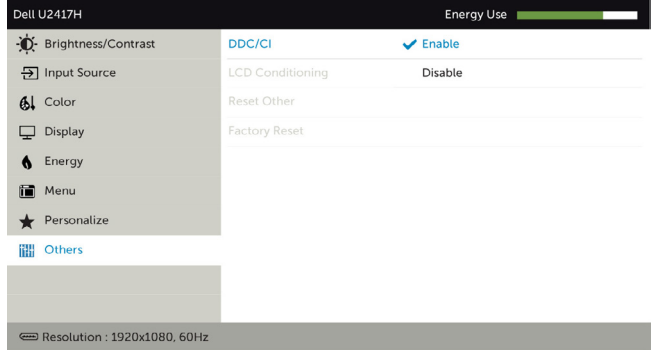 Dell U2417H Energy Use
Brightness/Contrast DDC/CI Enable
Input Source LCD Conditioning Disable
Color Reset Other
Display Factory Reset
Energy
Menu
Personalize
Others
Resolution : 1920x1080, 60Hz